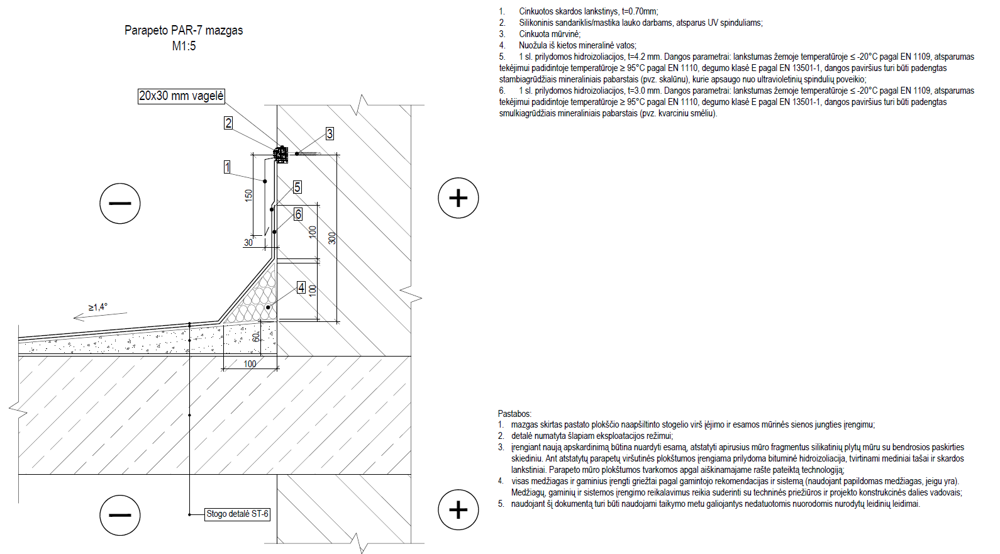 Parapeto PAR-7 mazgas
M1:5
1. Cinkuotos skardos lankstinys, t=0.70mm;
2. Silikoninis sandariklis/mastika lauko darbams, atsparus UV spinduliams;
3. Cinkuota mūrvinė;
4. Nuožula iš kietos mineralinė vatos;
5. 1 sl. prilydomos hidroizoliacijos, t=4.2 mm. Dangos parametrai: lankstumas žemoje temperatūroje ≤ -20°C pagal EN 1109, atsparumas
tekėjimui padidintoje temperatūroje ≥ 95°C pagal EN 1110, degumo klasė E pagal EN 13501-1, dangos paviršius turi būti padengtas
stambiagrūdžiais mineraliniais pabarstais (pvz. skalūnu), kurie apsaugo nuo ultravioletinių spindulių poveikio;
6. 1 sl. prilydomos hidroizoliacijos, t=3.0 mm. Dangos parametrai: lankstumas žemoje temperatūroje ≤ -20°C pagal EN 1109, atsparumas
tekėjimui padidintoje temperatūroje ≥ 95°C pagal EN 1110, degumo klasė E pagal EN 13501-1, dangos paviršius turi būti padengtas
smulkiagrūdžiais mineraliniais pabarstais (pvz. kvarciniu smėliu).
20x30 mm vagelė
2
3
1
5
150
6
100
300
30
4
100
≥1,4°
60
100
Stogo detalė ST-6
−
+
−
+
Pastabos:
1. mazgas skirtas pastato plokščio naapšiltinto stogelio virš įėjimo ir esamos mūrinės sienos jungties įrengimu;
2. detalė numatyta šlapiam eksploatacijos režimui;
3. įrengiant naują apskardinimą būtina nuardyti esamą, atstatyti apirusius mūro fragmentus silikatinių plytų mūru su bendrosios paskirties
skiediniu. Ant atstatytų parapetų viršutinės plokštumos įrengiama prilydoma bituminė hidroizoliacija, tvirtinami mediniai tašai ir skardos
lankstiniai. Parapeto mūro plokštumos tvarkomos apgal aiškinamajame rašte pateiktą technologiją;
4. visas medžiagas ir gaminius įrengti griežtai pagal gamintojo rekomendacijas ir sistemą (naudojant papildomas medžiagas, jeigu yra).
Medžiagų, gaminių ir sistemos įrengimo reikalavimus reikia suderinti su techninės priežiūros ir projekto konstrukcinės dalies vadovais;
5. naudojant šį dokumentą turi būti naudojami taikymo metu galiojantys nedatuotomis nuorodomis nurodytų leidinių leidimai.